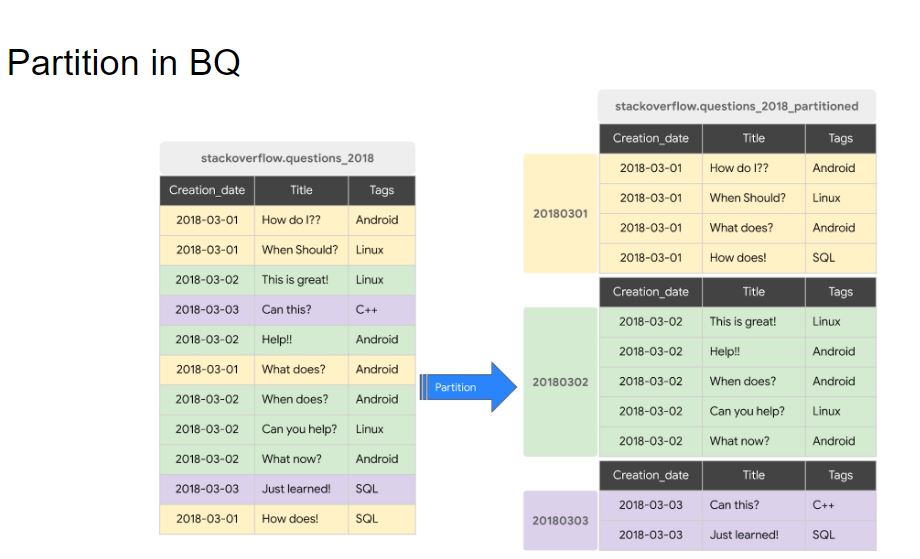 Partition in BQ
stackoverflow.questions_2018
Creation_date Title Tags
2018-03-01 How do I?? Android
2018-03-01 When Should? Linux
2018-03-02 This is great! Linux
2018-03-03 Can this? C++
2018-03-02 Help!! Android
2018-03-01 What does? Android
2018-03-02 When does? Android
2018-03-02 Can you help? Linux
2018-03-02 What now? Android
2018-03-03 Just learned! SQL
2018-03-01 How does! SQL
Partition
stackoverflow.questions_2018_partitioned
Creation_date Title Tags
20180301
2018-03-01 How do I?? Android
2018-03-01 When Should? Linux
2018-03-01 What does? Android
2018-03-01 How does! SQL
Creation_date Title Tags
20180302
2018-03-02 This is great! Linux
2018-03-02 Help!! Android
2018-03-02 When does? Android
2018-03-02 Can you help? Linux
2018-03-02 What now? Android
Creation_date Title Tags
20180303
2018-03-03 Can this? C++
2018-03-03 Just learned! SQL